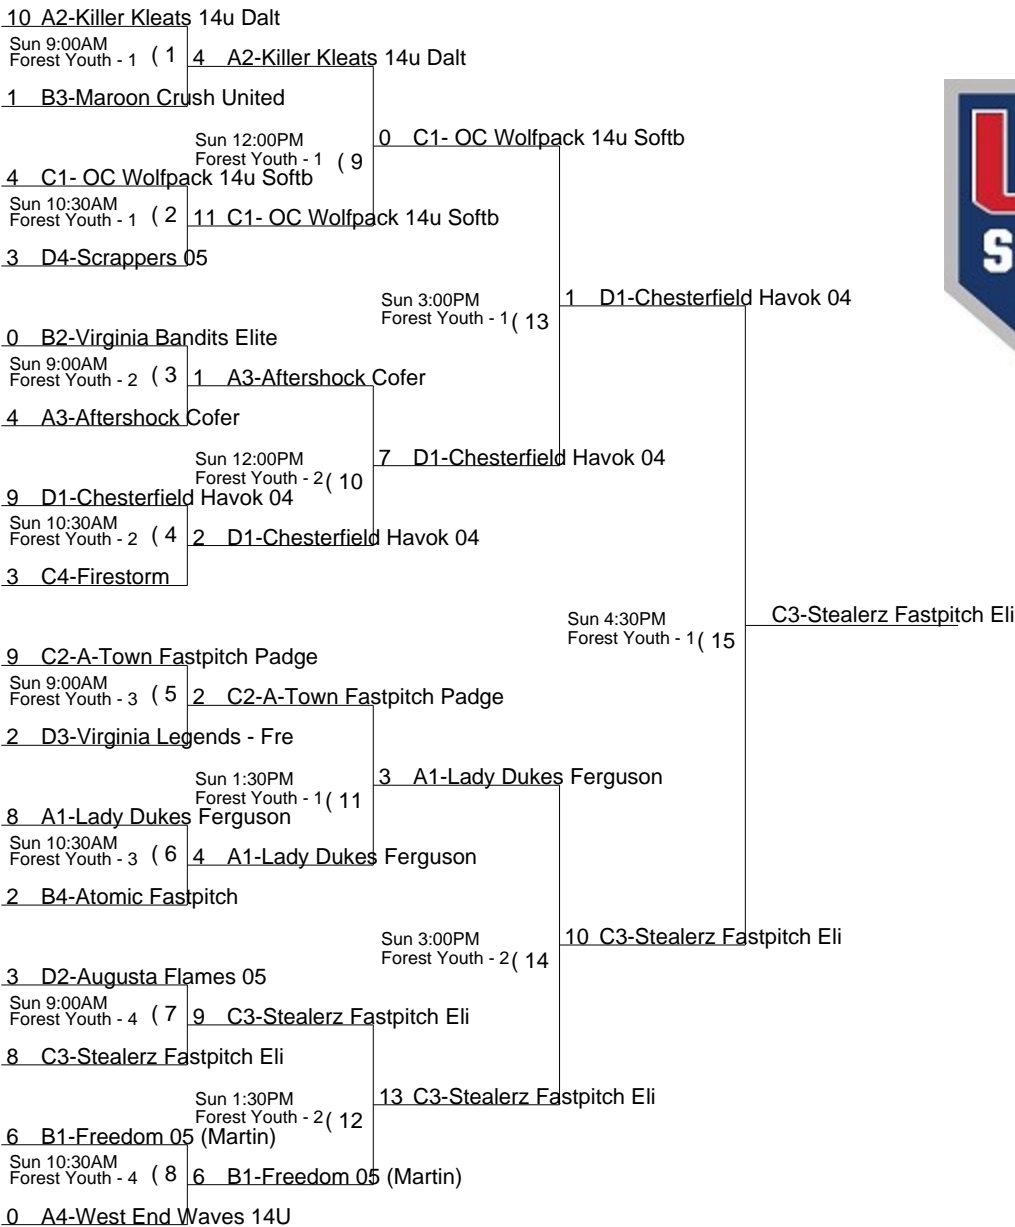 10 A2-Killer Kleats 14u Dalt
Sun 9:00AM
Forest Youth - 1 ( 1
4 A2-Killer Kleats 14u Dalt
1 B3-Maroon Crush United
Sun 12:00PM
Forest Youth - 1 ( 9
0 C1- OC Wolfpack 14u Softb
4 C1- OC Wolfpack 14u Softb
Sun 10:30AM
Forest Youth - 1 ( 2
11 C1- OC Wolfpack 14u Softb
3 D4-Scrappers 05
Sun 3:00PM
Forest Youth - 1 ( 13
1 D1-Chesterfield Havok 04
0 B2-Virginia Bandits Elite
Sun 9:00AM
Forest Youth - 2 ( 3
1 A3-Aftershock Cofer
4 A3-Aftershock Cofer
Sun 12:00PM
Forest Youth - 2 ( 10
7 D1-Chesterfield Havok 04
9 D1-Chesterfield Havok 04
Sun 10:30AM
Forest Youth - 2 ( 4
2 D1-Chesterfield Havok 04
3 C4-Firestorm
Sun 4:30PM
Forest Youth - 1 ( 15
C3-Stealerz Fastpitch Eli
9 C2-A-Town Fastpitch Padge
Sun 9:00AM
Forest Youth - 3 ( 5
2 C2-A-Town Fastpitch Padge
2 D3-Virginia Legends - Fre
Sun 1:30PM
Forest Youth - 1 ( 11
3 A1-Lady Dukes Ferguson
8 A1-Lady Dukes Ferguson
Sun 10:30AM
Forest Youth - 3 ( 6
4 A1-Lady Dukes Ferguson
2 B4-Atomic Fastpitch
Sun 3:00PM
Forest Youth - 2 ( 14
10 C3-Stealerz Fastpitch Eli
3 D2-Augusta Flames 05
Sun 9:00AM
Forest Youth - 4 ( 7
9 C3-Stealerz Fastpitch Eli
8 C3-Stealerz Fastpitch Eli
Sun 1:30PM
Forest Youth - 2 ( 12
13 C3-Stealerz Fastpitch Eli
6 B1-Freedom 05 (Martin)
Sun 10:30AM
Forest Youth - 4 ( 8
6 B1-Freedom 05 (Martin)
0 A4-West End Waves 14U